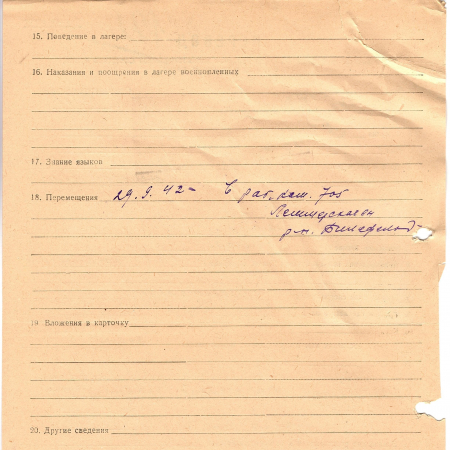 15. Поведение в лагере:
16. Наказания и поощрения в лагере военнопленных
17. Знание языков
18. Перемещения 29.9.42 - в раб. ком. 705
р-н. Билефельд
19. Вложения в карточку
20. Другие сведения